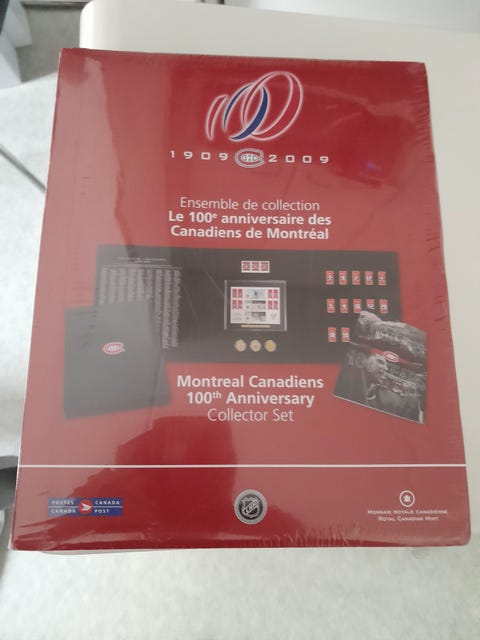 100
1909 CH 2009
Ensemble de collection
Le 100e anniversaire des
Canadiens de Montréal
Montreal Canadiens
100th Anniversary
Collector Set
POSTES CANADA
CANADA POST
NHL
MONNAIE ROYALE CANADIENNE
ROYAL CANADIAN MINT